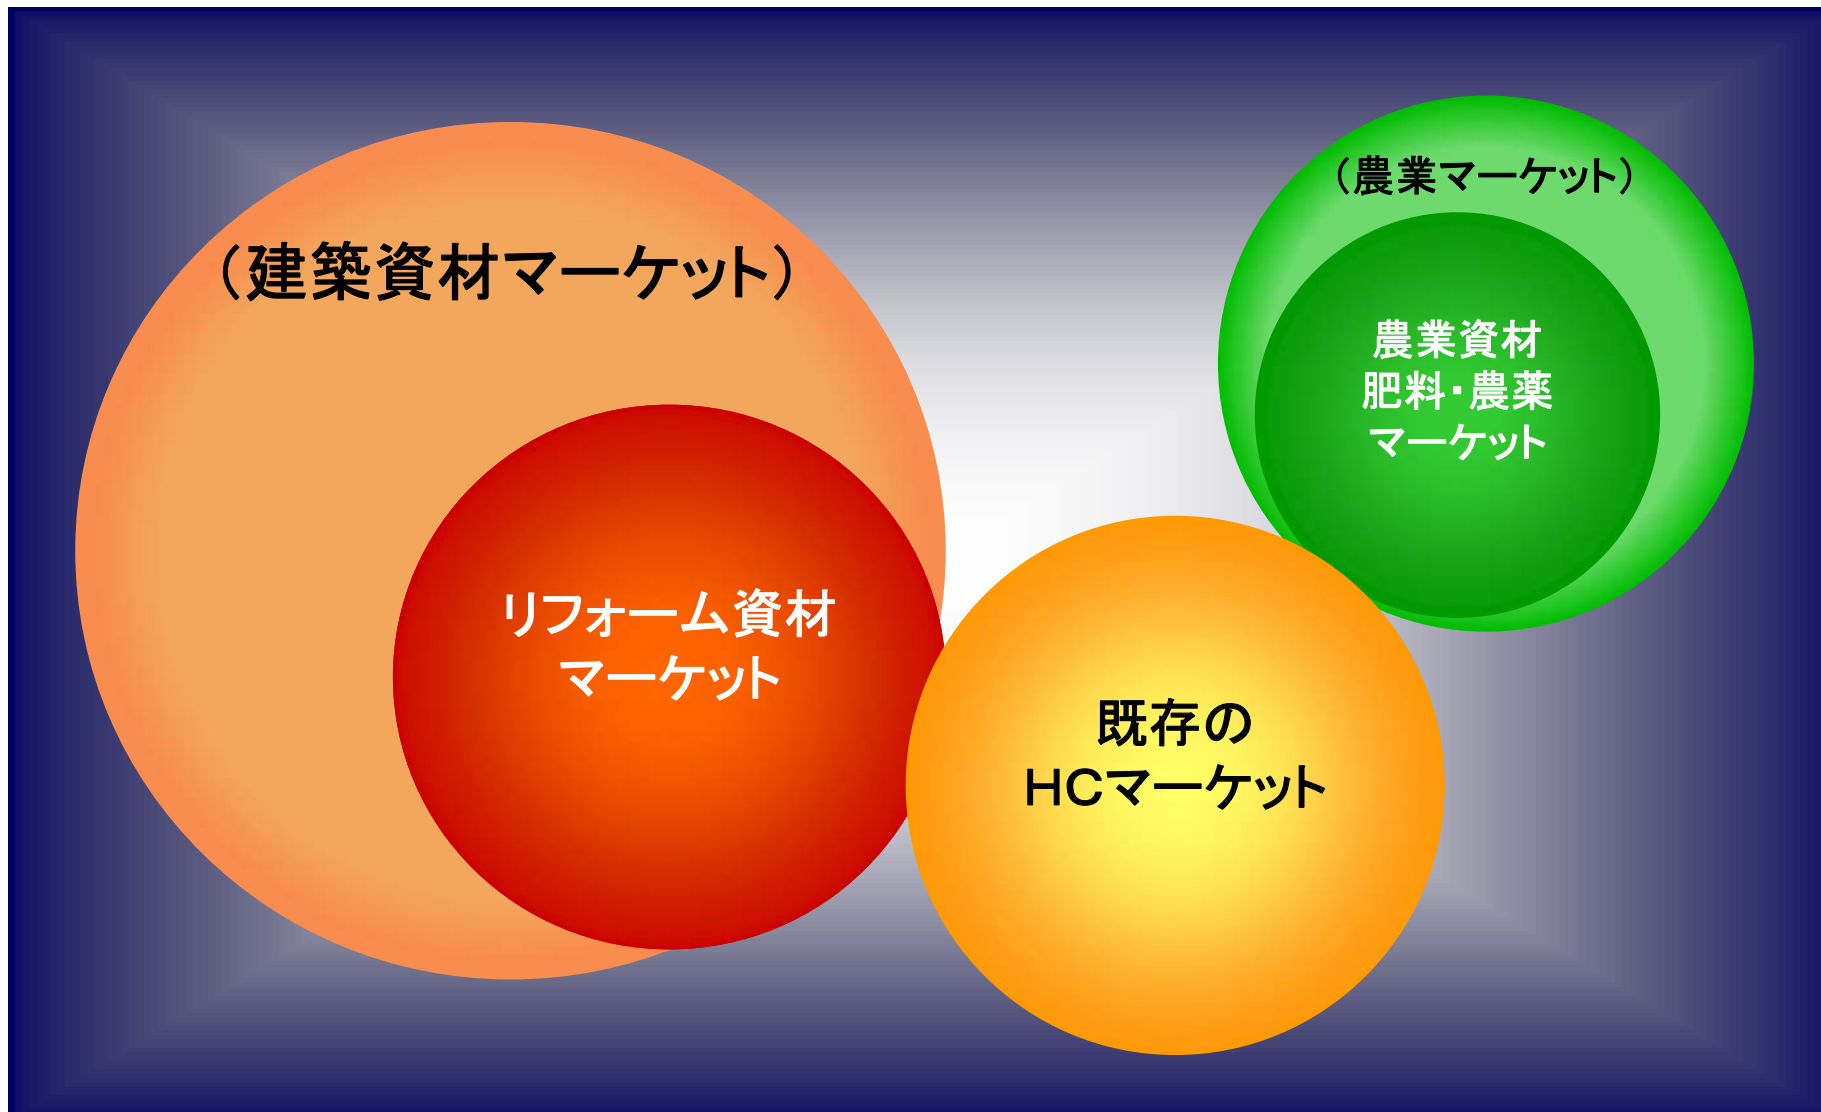 （建築資材マーケット）
リフォーム資材
マーケット
（農業マーケット）
農業資材
肥料・農薬
マーケット
既存の
ＨＣマーケット